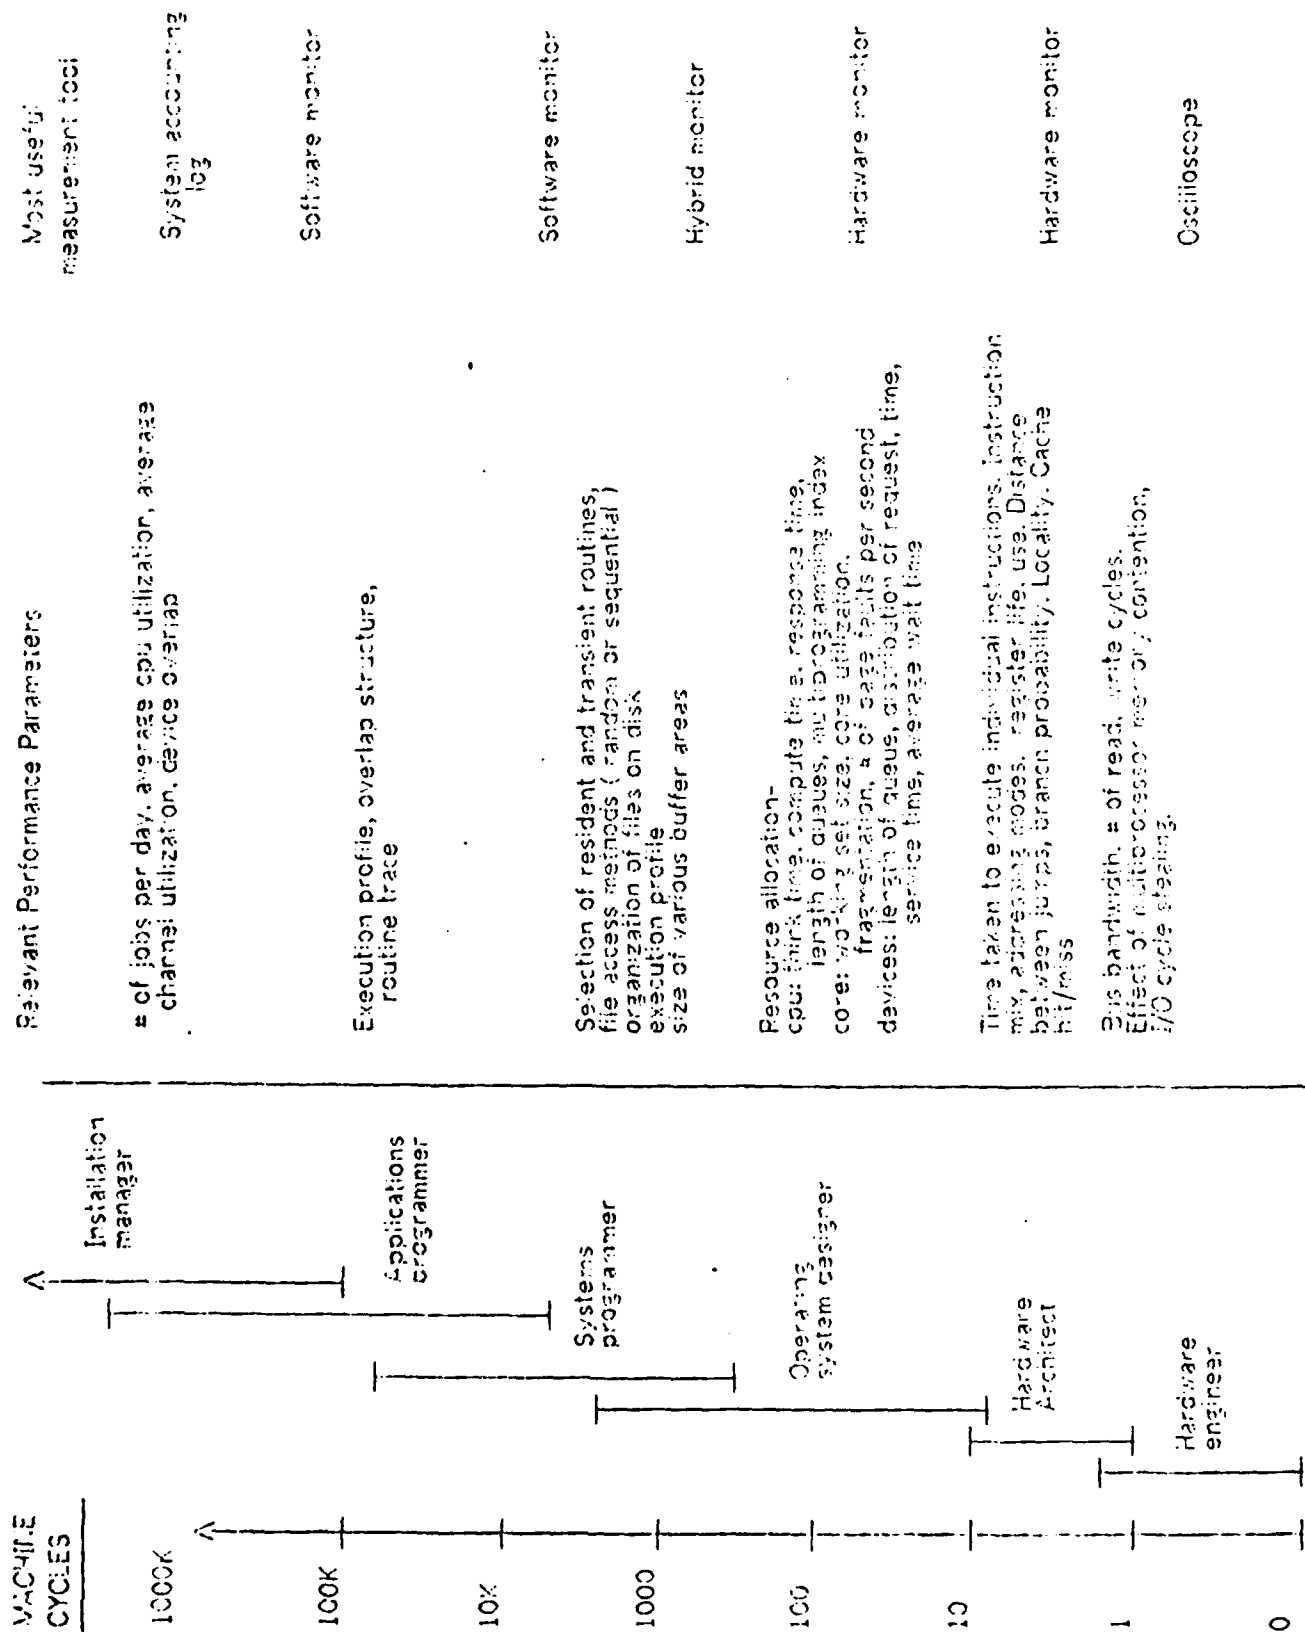 MACHINE
CYCLES
Relevant Performance Parameters
Most useful
measurement tool
1000K
100K
10K
1000
100
10
1
0
Installation
manager
# of jobs per day, average cpu utilization, average
channel utilization, device overlap
System accounting
log
Applications
programmer
Execution profile, overlap structure,
routine trace
Software monitor
Systems
programmer
Selection of resident and transient routines,
file access methods ( random or sequential )
organization of files on disk
execution profile
size of various buffer areas
Software monitor
Operating
system designer
Resource allocation-
cpu: think time, compute time, response time,
length of queues, multiprograming index
core: working set size, core utilization,
fragmentation, # of page faults per second
devices: length of queue, distribution of request, time,
service time, average wait time
Hybrid monitor
Hardware monitor
Hardware
Architect
Time taken to execute individual instructions. Instruction
mix, addressing modes, register life, use. Distance
between jumps, branch probability. Locality. Cache
hit/miss
Hardware monitor
Hardware
engineer
Bus bandwidth. # of read, write cycles.
Effect of multiprocessor memory contention,
I/O cycle stealing.
Oscilloscope